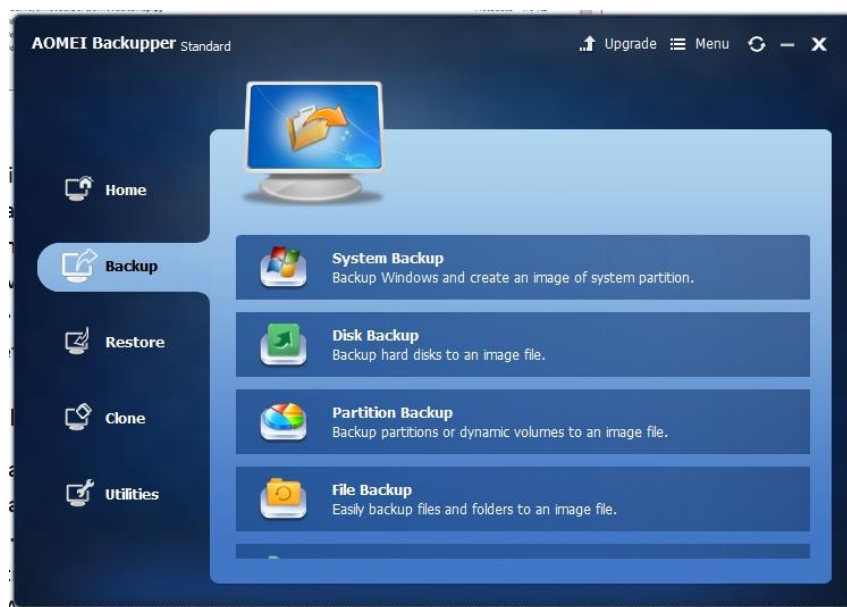 AOMEI Backupper Standard
Upgrade Menu
Home
Backup
Restore
Clone
Utilities
System Backup
Backup Windows and create an image of system partition.
Disk Backup
Backup hard disks to an image file.
Partition Backup
Backup partitions or dynamic volumes to an image file.
File Backup
Easily backup files and folders to an image file.